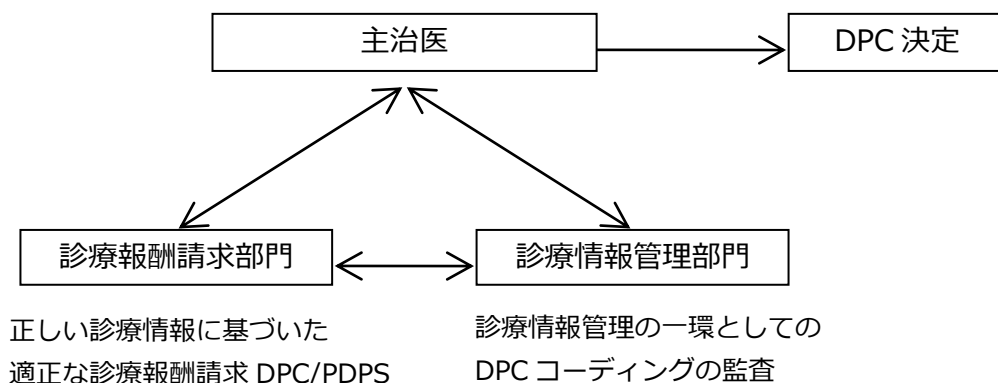 主治医
DPC 決定
診療報酬請求部門
診療情報管理部門
正しい診療情報に基づいた
適正な診療報酬請求 DPC/PDPS
診療情報管理の一環としての
DPC コーディングの監査